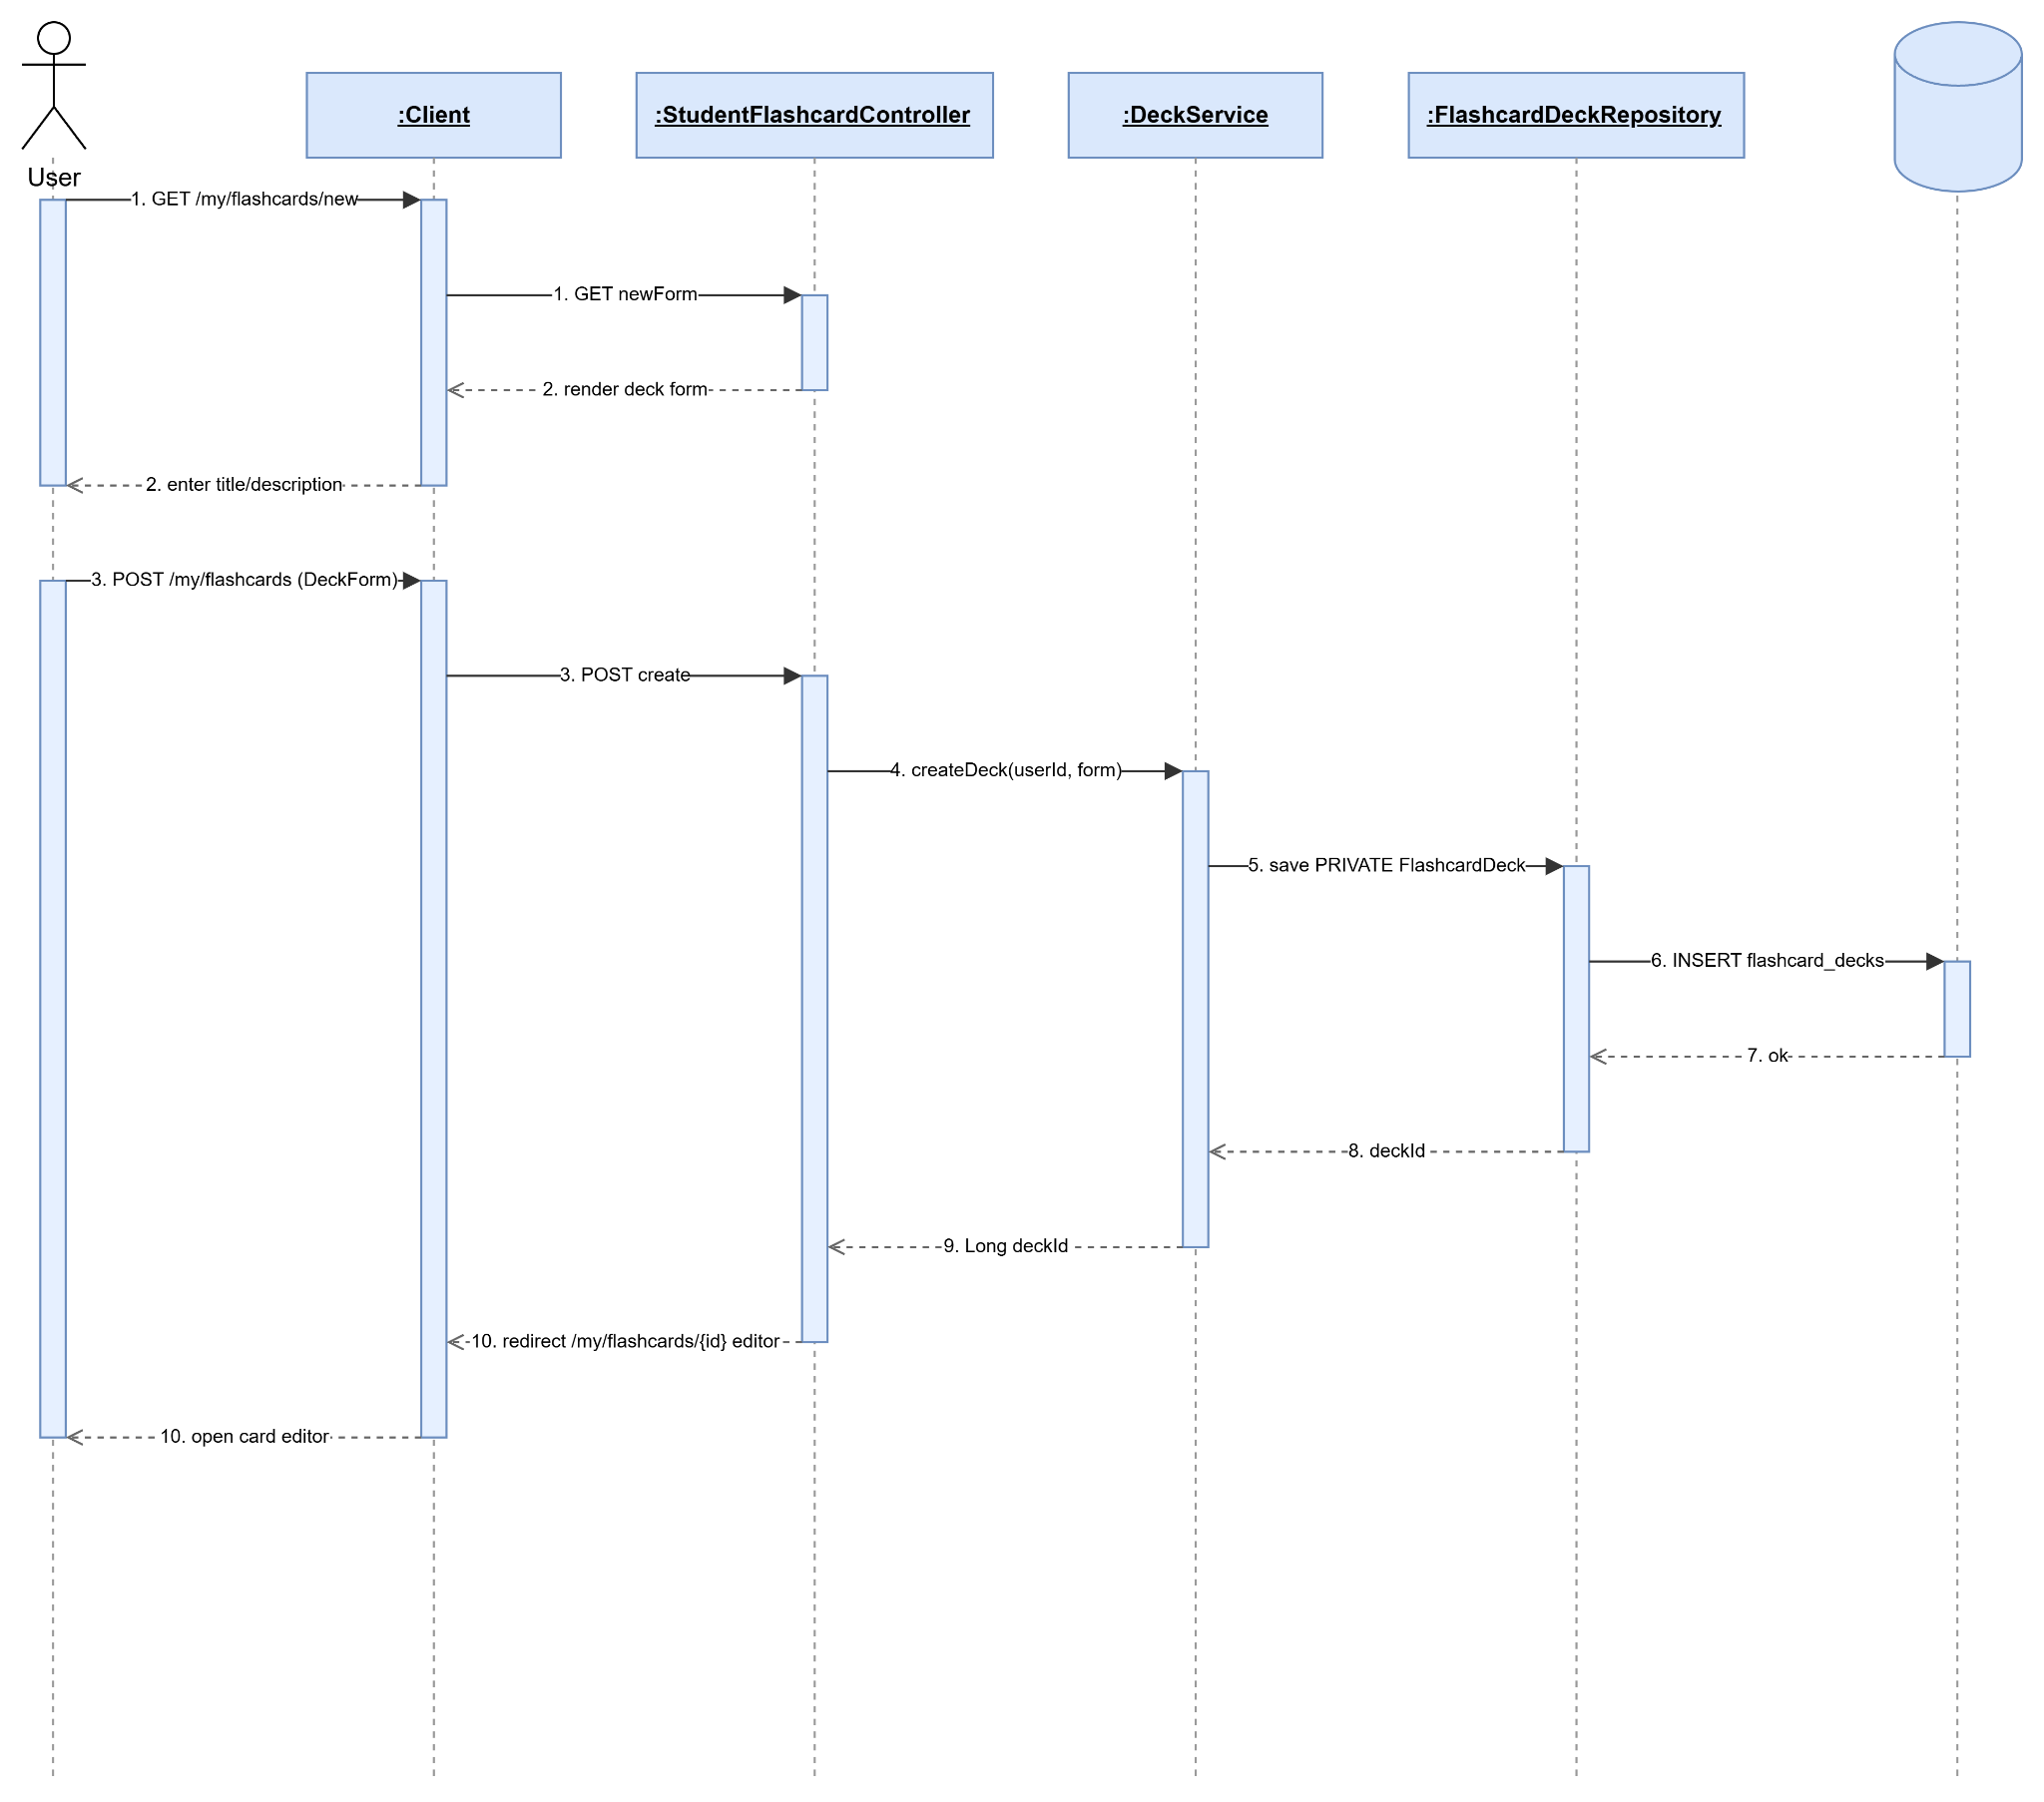 User
:Client
:StudentFlashcardController
:DeckService
:FlashcardDeckRepository
1. GET /my/flashcards/new
1. GET newForm
2. render deck form
2. enter title/description
3. POST /my/flashcards (DeckForm)
3. POST create
4. createDeck(userId, form)
5. save PRIVATE FlashcardDeck
6. INSERT flashcard_decks
7. ok
8. deckId
9. Long deckId
10. redirect /my/flashcards/{id} editor
10. open card editor